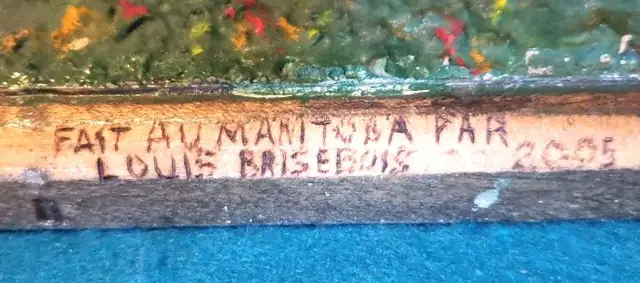 FAIT AU MANITOBA PAR
LOUIS BRISEBOIS 2005